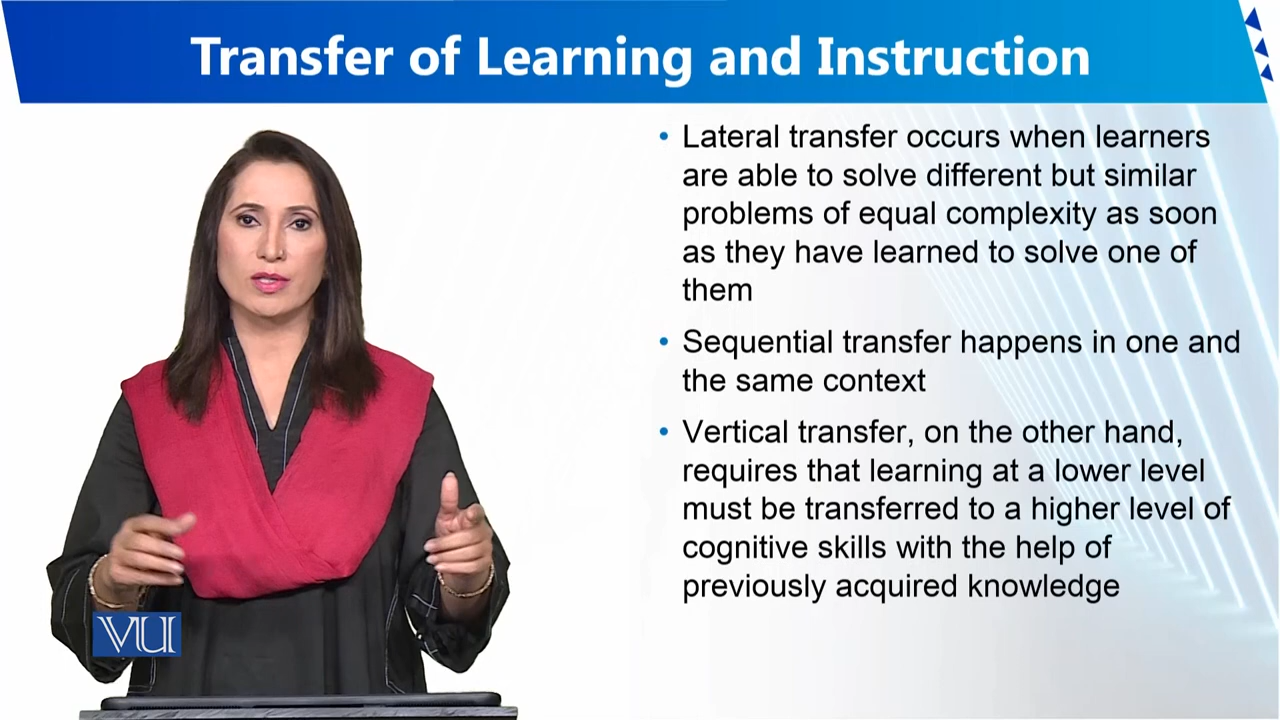 Transfer of Learning and Instruction
• Lateral transfer occurs when learners
are able to solve different but similar
problems of equal complexity as soon
as they have learned to solve one of
them
• Sequential transfer happens in one and
the same context
• Vertical transfer, on the other hand,
requires that learning at a lower level
must be transferred to a higher level of
cognitive skills with the help of
previously acquired knowledge
VU